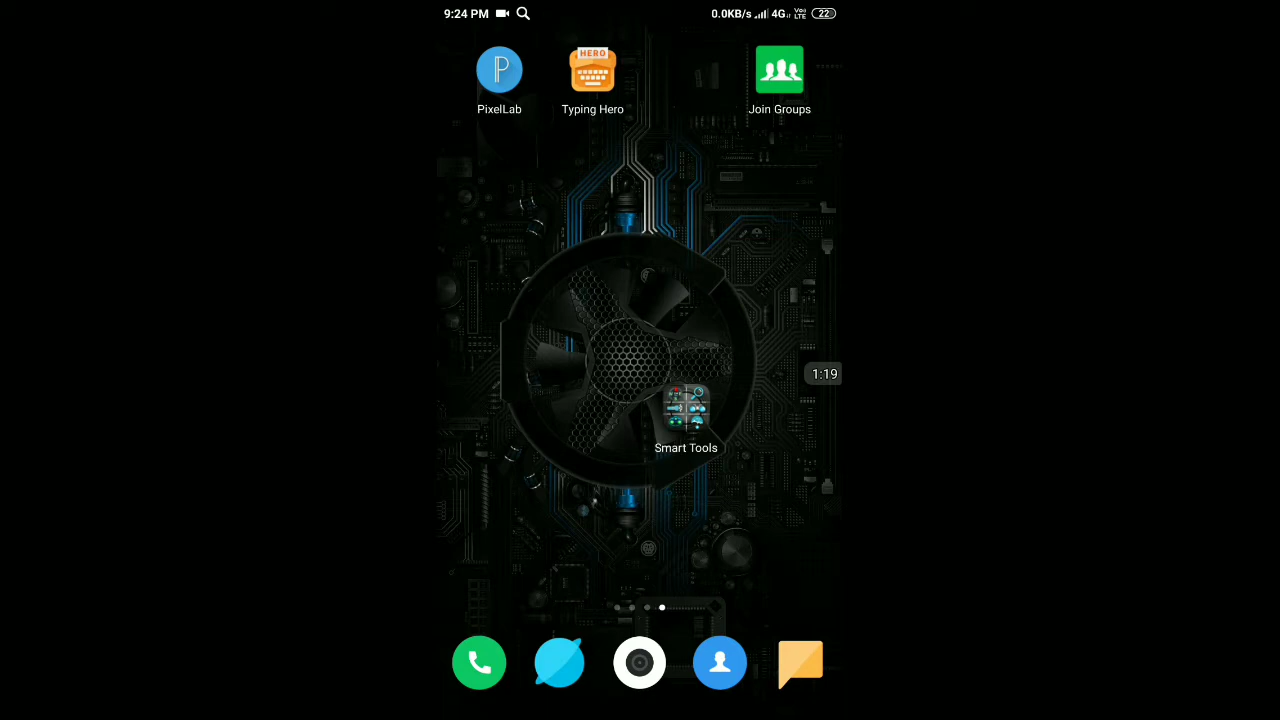 9:24 PM 0.0KB/s 4G Vo) LTE 22
HERO
PixelLab Typing Hero Join Groups
1:19
Smart Tools